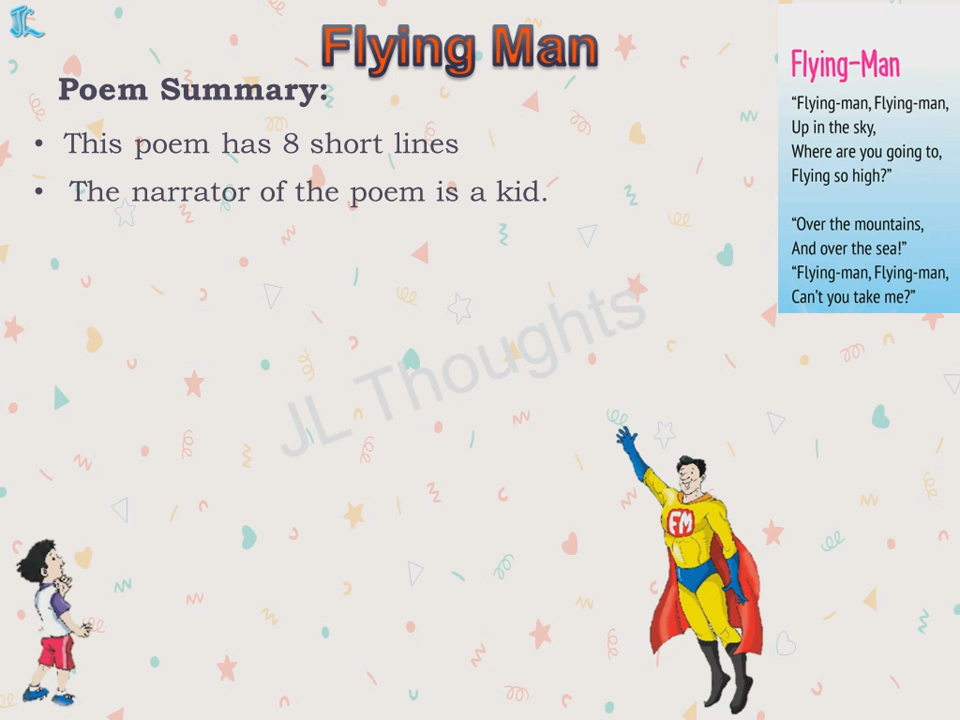 JL
Flying Man
Poem Summary:
• This poem has 8 short lines
• The narrator of the poem is a kid.
Flying-Man
“Flying-man, Flying-man,
Up in the sky,
Where are you going to,
Flying so high?”
“Over the mountains,
And over the sea!”
“Flying-man, Flying-man,
Can’t you take me?”
JL Thoughts
FM